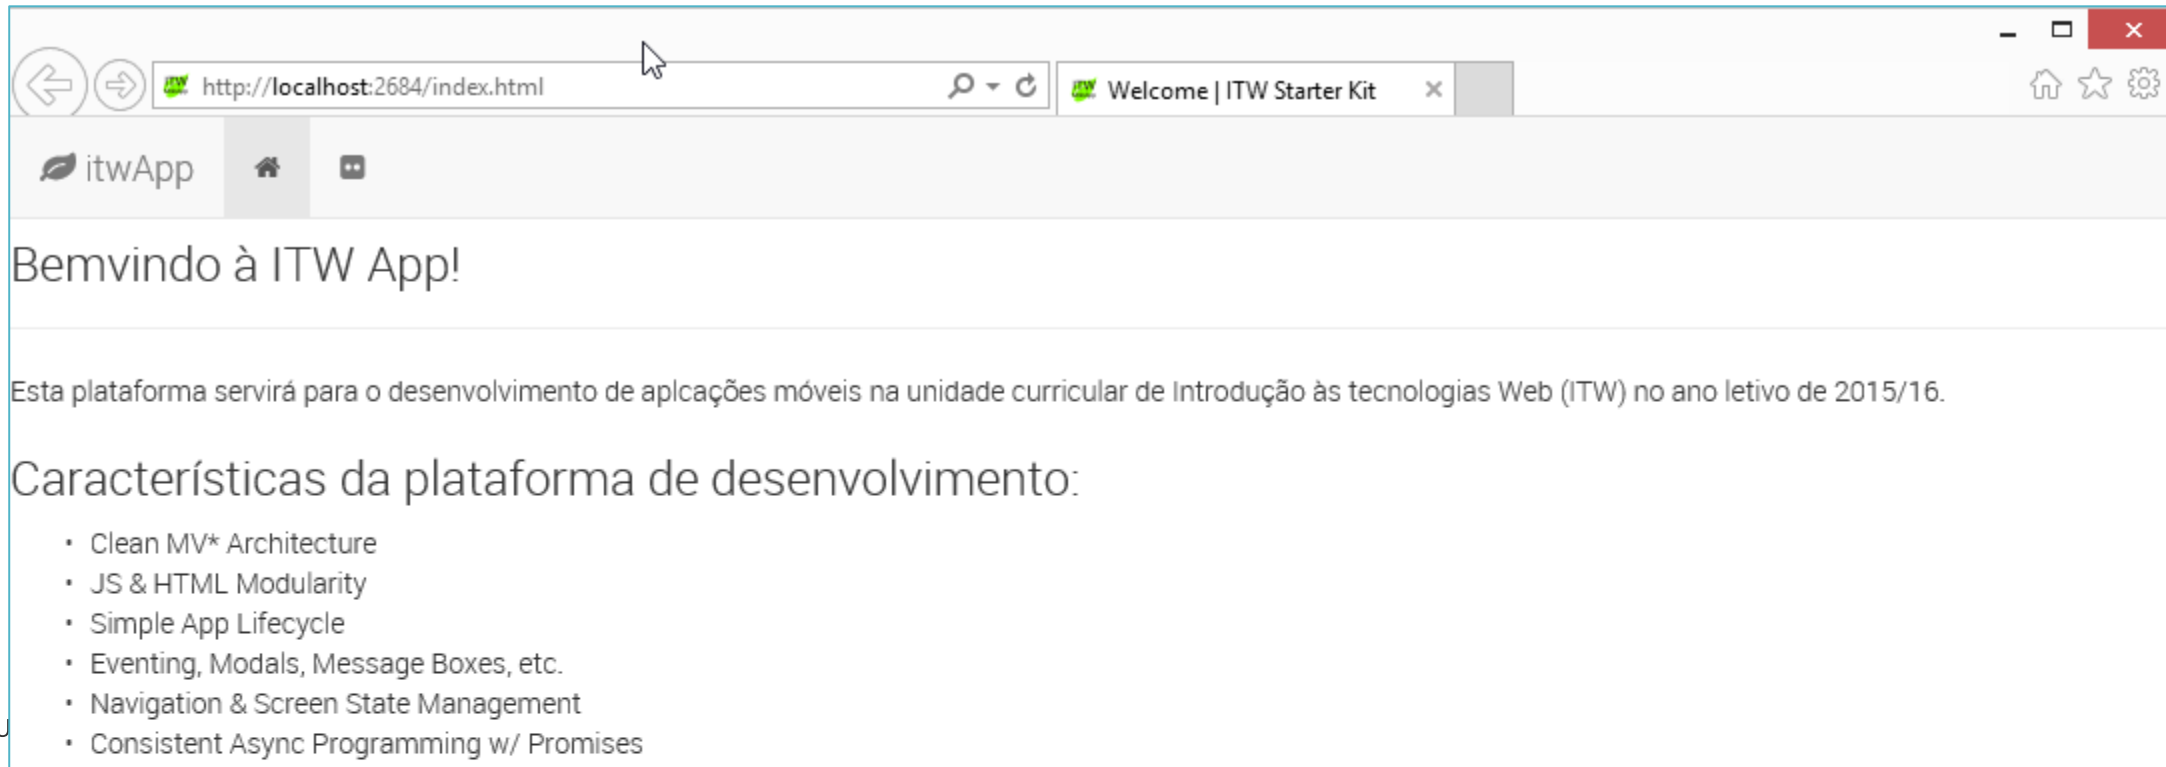 http://localhost:2684/index.html
Welcome | ITW Starter Kit
itwApp
Bemvindo à ITW App!
Esta plataforma servirá para o desenvolvimento de aplcações móveis na unidade curricular de Introdução às tecnologias Web (ITW) no ano letivo de 2015/16.
Características da plataforma de desenvolvimento:
• Clean MV* Architecture
• JS & HTML Modularity
• Simple App Lifecycle
• Eventing, Modals, Message Boxes, etc.
• Navigation & Screen State Management
• Consistent Async Programming w/ Promises